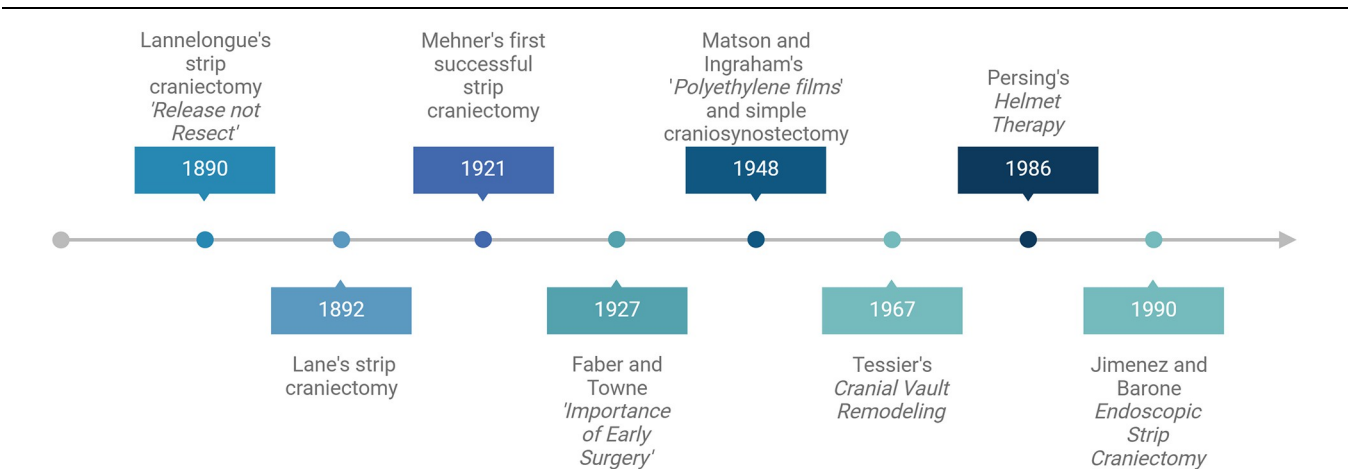 Lannelongue's
strip
craniectomy
'Release not
Resect'
1890
Mehner's first
successful
strip
craniectomy
1921
Matson and
Ingraham's
'Polyethylene films'
and simple
craniosynostectomy
1948
Persing's
Helmet
Therapy
1986
1892
Lane's strip
craniectomy
1927
Faber and
Towne
'Importance
of Early
Surgery'
1967
Tessier's
Cranial Vault
Remodeling
1990
Jimenez and
Barone
Endoscopic
Strip
Craniectomy